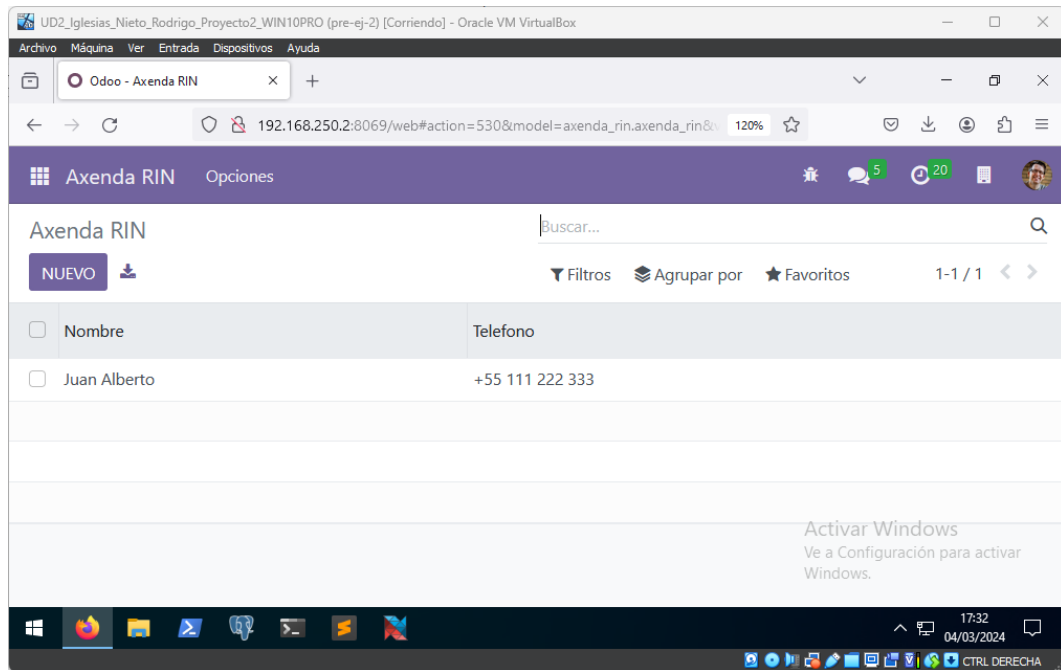 UD2_Iglesias_Nieto_Rodrigo_Proyecto2_WIN10PRO (pre-ej-2) [Corriendo] - Oracle VM VirtualBox
Archivo Máquina Ver Entrada Dispositivos Ayuda
Odoo - Axenda RIN
192.168.250.2:8069/web#action=530&model=axenda_rin.axenda_rin& 120%
Axenda RIN Opciones 5 20
Axenda RIN Buscar...
NUEVO Filtros Agrupar por Favoritos 1-1 / 1
Nombre Telefono
Juan Alberto +55 111 222 333
Activar Windows
Ve a Configuración para activar
Windows.
17:32
04/03/2024
CTRL DERECHA